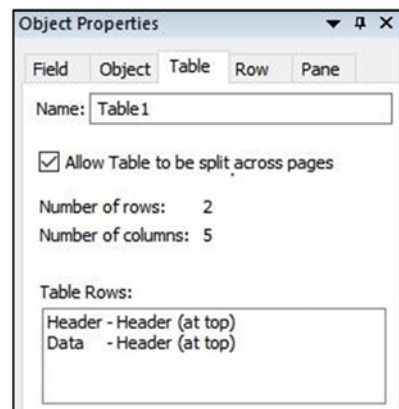 Object Properties
Field Object Table Row Pane
Name: Table1
Allow Table to be split across pages
Number of rows: 2
Number of columns: 5
Table Rows:
Header - Header (at top)
Data - Header (at top)